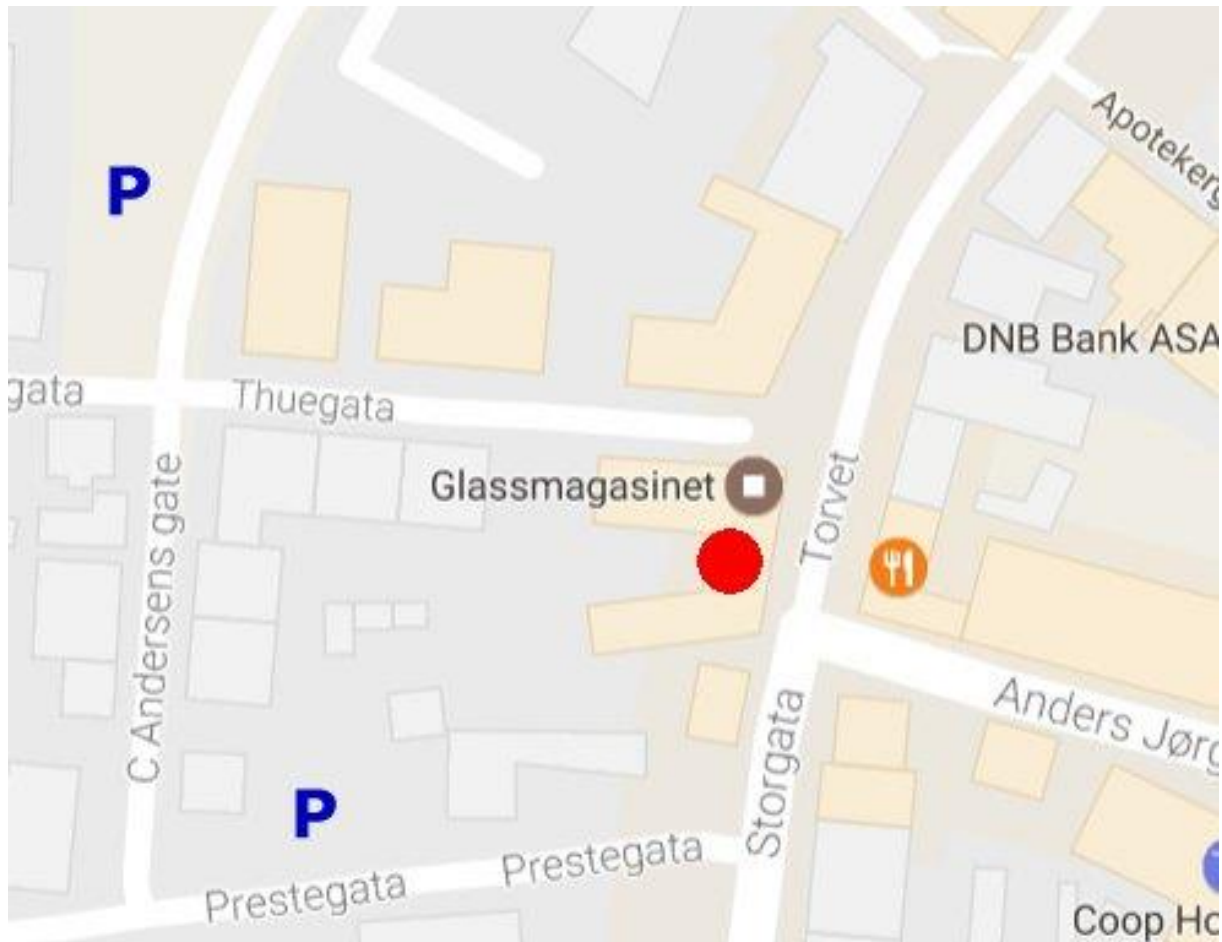 Apotekerg
P
DNB Bank ASA
gata
Thuegata
Glassmagasinet
Torvet
C Andersens gate
Anders Jørg
Storgata
P
Prestegata
Prestegata
Coop Ho